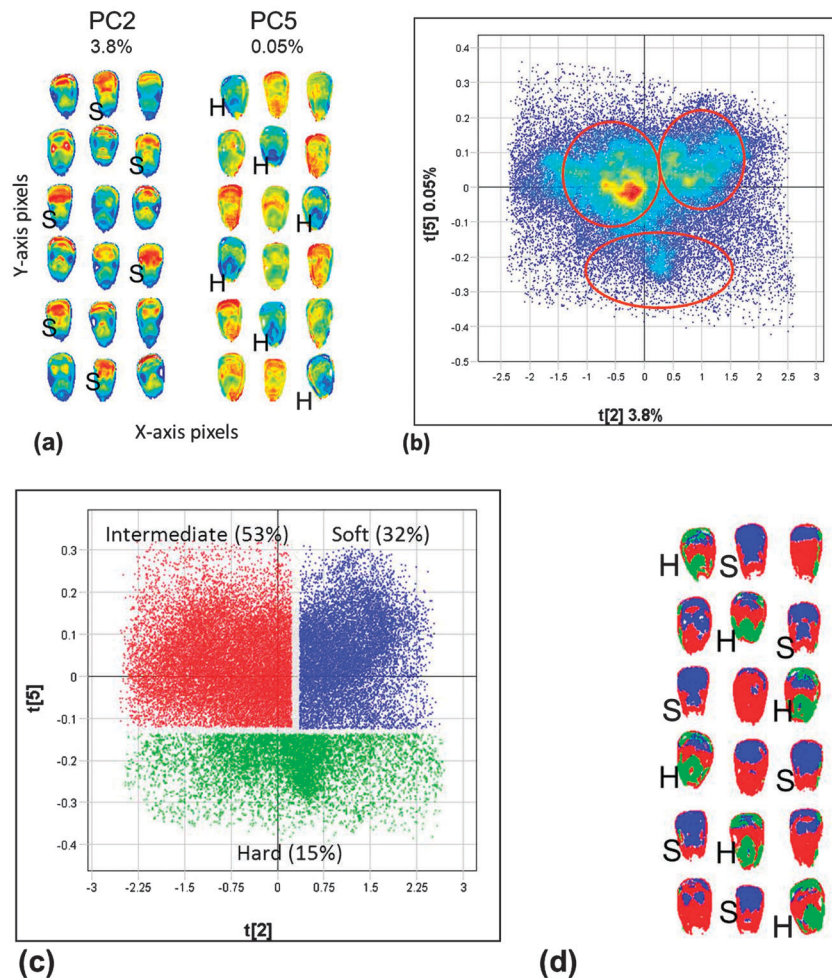 PC2 PC5
3.8% 0.05%
S H
H
S
S H
H
S
S H
S H
Y-axis pixels
X-axis pixels
(a)
0.4
0.3
0.2
0.1
0
-0.1
-0.2
-0.3
-0.4
-0.5
t[5] 0.05%
-2.5 -2 -1.5 -1 -0.5 0 0.5 1 1.5 2 2.5 3
t[2] 3.8%
(b)
Intermediate (53%) Soft (32%)
0.3
0.2
0.1
0
-0.1
-0.2
-0.3
-0.4
t[5]
Hard (15%)
-3 -2.25 -1.5 -0.75 0 0.75 1.5 2.25 3
t[2]
(c)
H S
H S
S H
H S
S H
S H
(d)